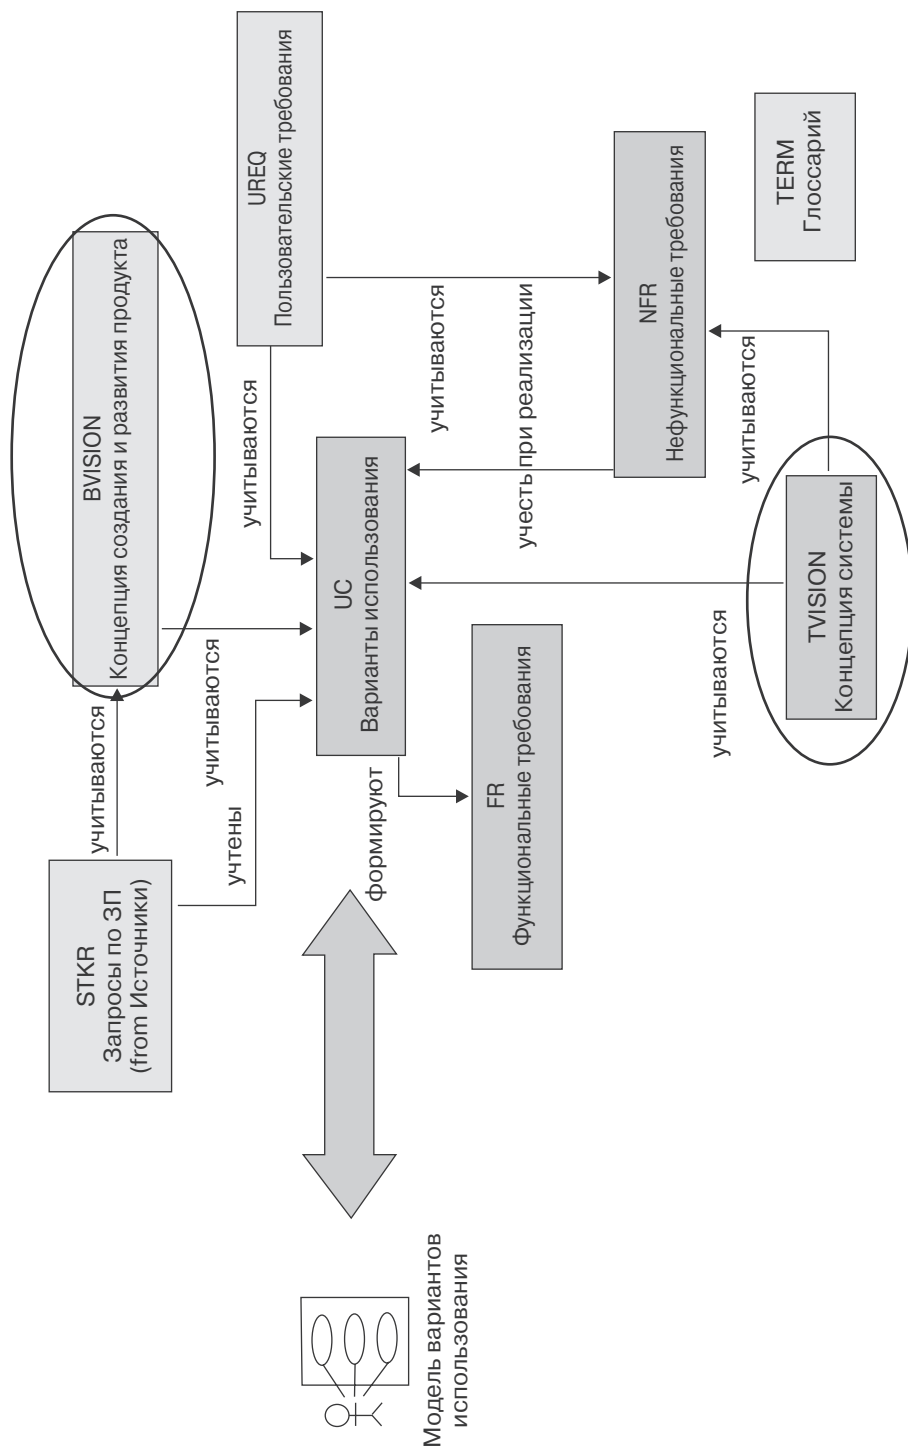 STKR
Запросы по ЗП
(from Источники)
учитываются
BVISION
Концепция создания и развития продукта
учтены
учитываются
учитываются
UREQ
Пользовательские требования
Модель вариантов
использования
формируют
UC
Варианты использования
учитываются
учесть при реализации
FR
Функциональные требования
NFR
Нефункциональные требования
учитываются
учитываются
TVISION
Концепция системы
TERM
Глоссарий